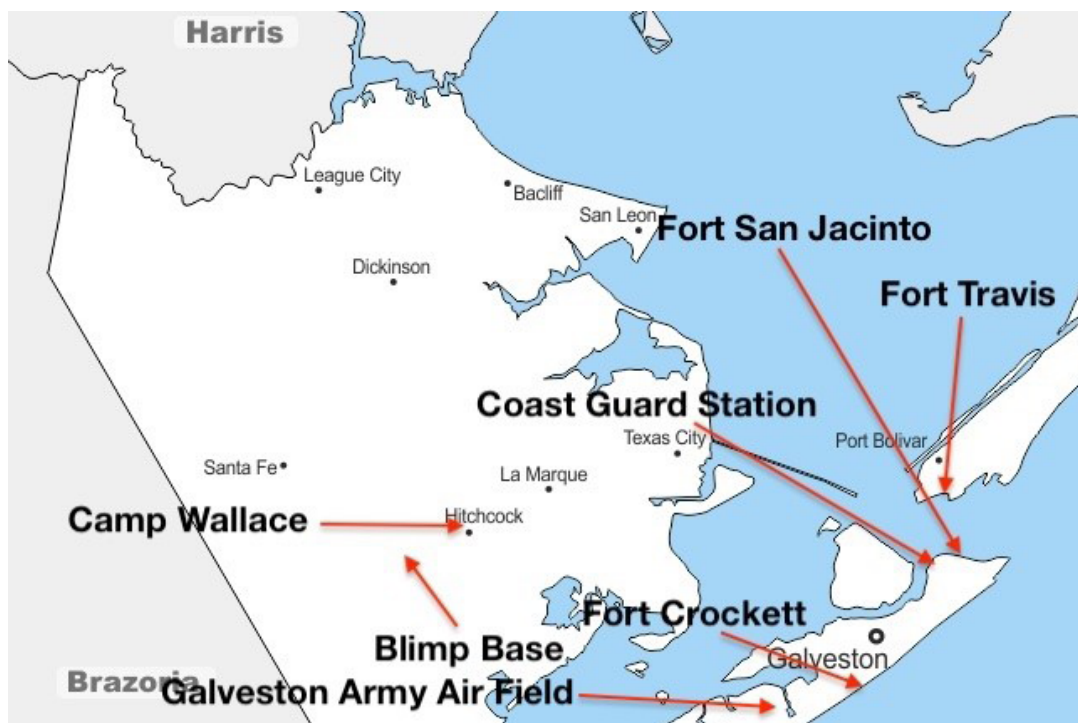 Harris
League City
Bacliff
San Leon
Fort San Jacinto
Dickinson
Fort Travis
Coast Guard Station
Texas City
Port Bolivar
Santa Fe
La Marque
Camp Wallace
Hitchcock
Fort Crockett
Blimp Base
Galveston
Brazoria
Galveston Army Air Field